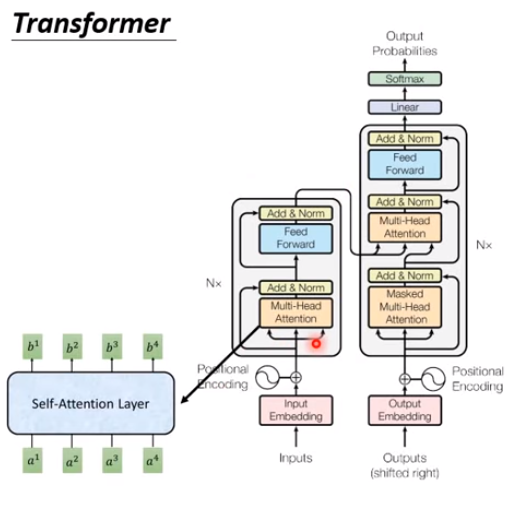 Transformer
Output
Probabilities
Softmax
Linear
Add & Norm
Feed
Forward
Add & Norm
Multi-Head
Attention
Nx
Add & Norm
Masked
Multi-Head
Attention
Positional
Encoding
Output
Embedding
Outputs
(shifted right)
Add & Norm
Feed
Forward
Nx
Add & Norm
Multi-Head
Attention
Positional
Encoding
Input
Embedding
Inputs
b¹ b² b³ b⁴
Self-Attention Layer
a¹ a² a³ a⁴